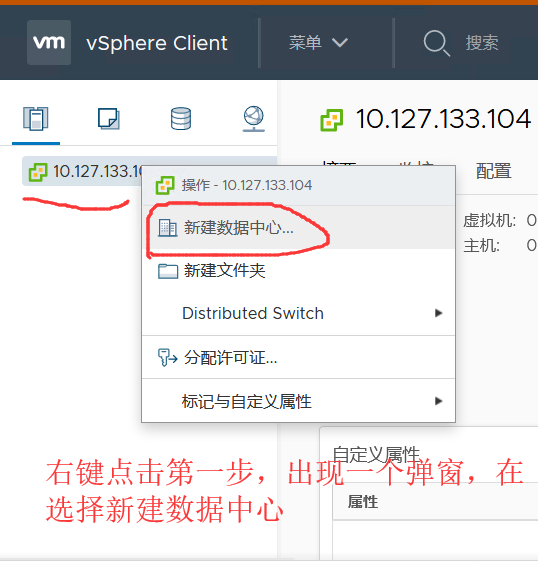 vm vSphere Client 菜单 搜索
10.127.133.104
10.127.133.10
操作 - 10.127.133.104
配置
新建数据中心...
虚拟机: 0
主机: 0
新建文件夹
Distributed Switch
分配许可证...
标记与自定义属性
自定义属性
右键点击第一步，出现一个弹窗，在
选择新建数据中心
属性